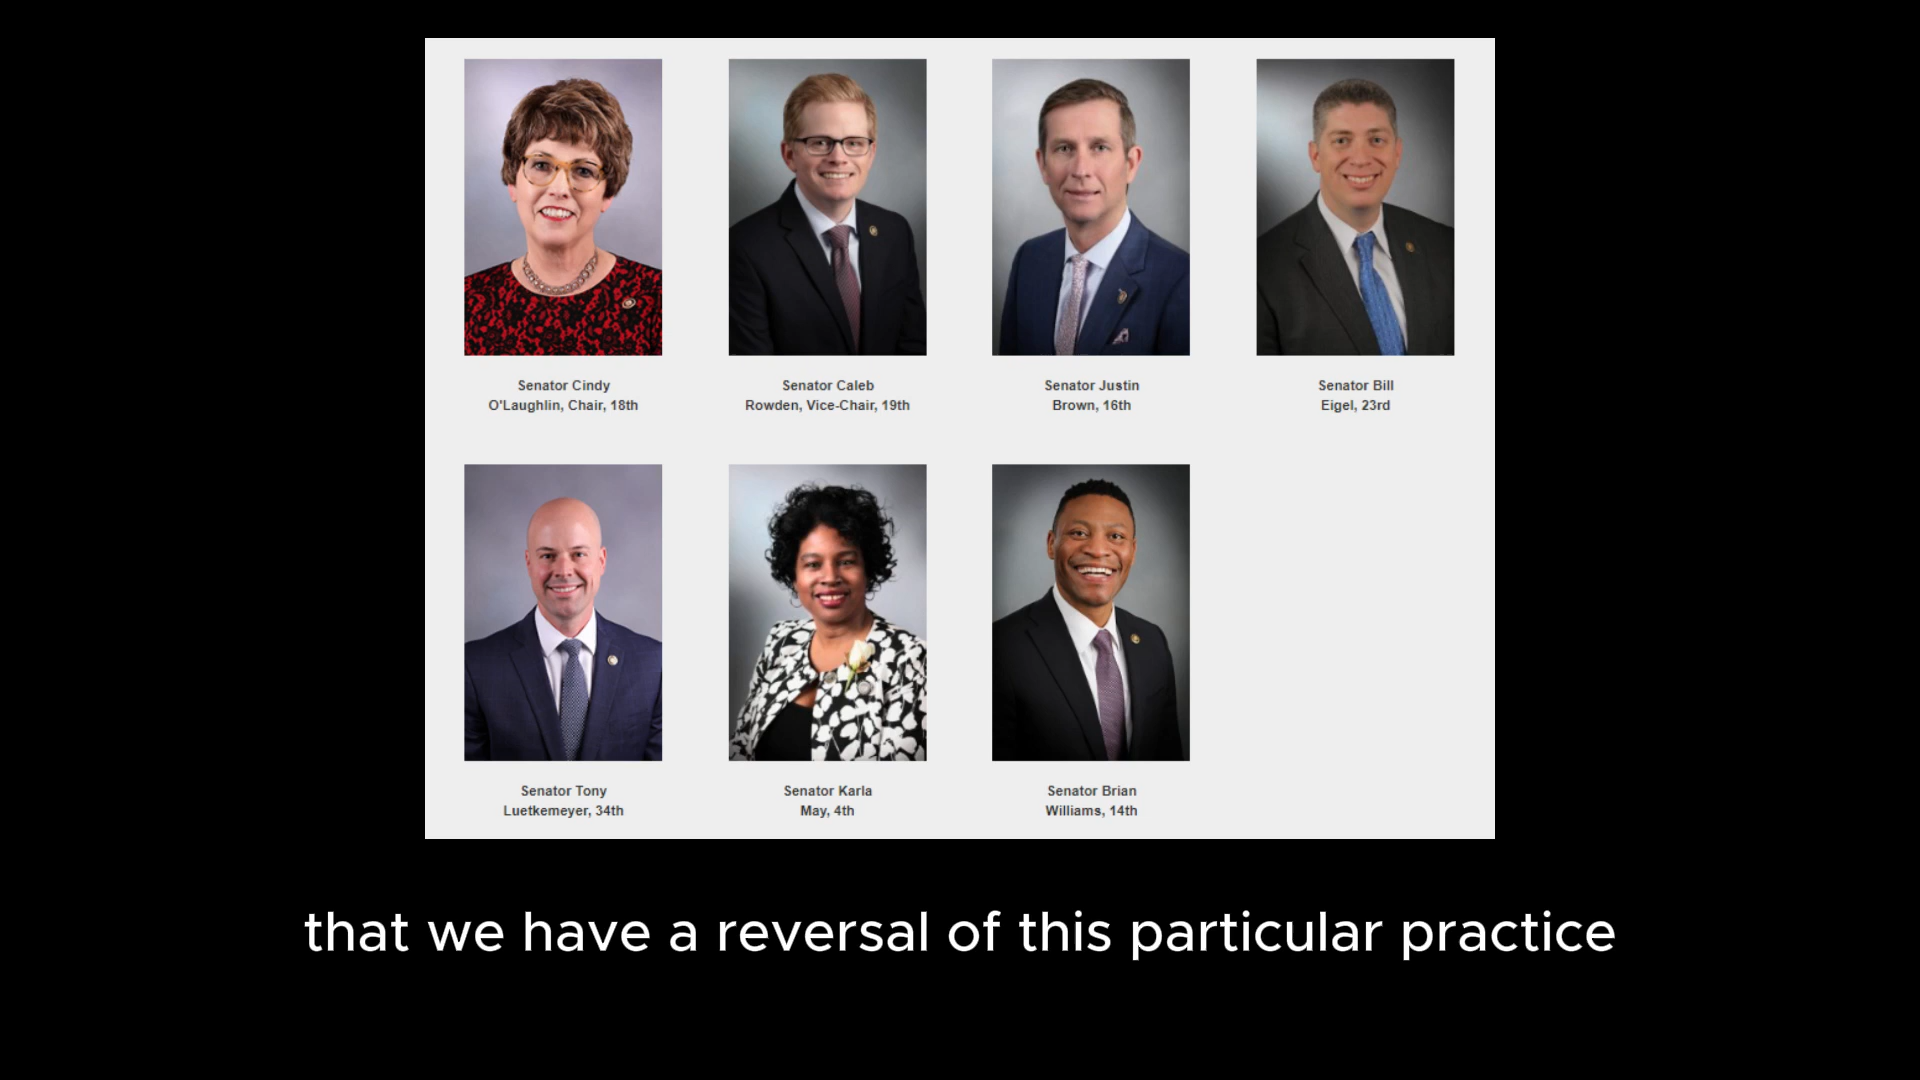 Senator Cindy
O'Laughlin, Chair, 18th
Senator Caleb
Rowden, Vice-Chair, 19th
Senator Justin
Brown, 16th
Senator Bill
Eigel, 23rd
Senator Tony
Luetkemeyer, 34th
Senator Karla
May, 4th
Senator Brian
Williams, 14th
that we have a reversal of this particular practice